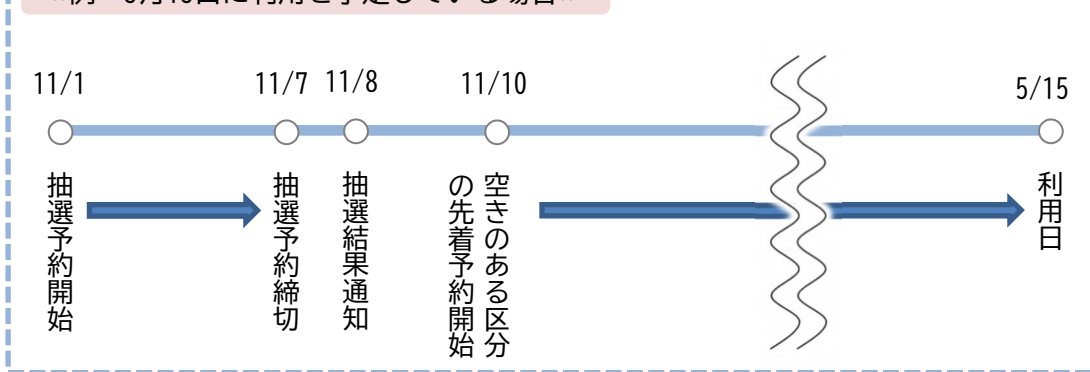 11/1
11/7
11/8
11/10
5/15
抽選予約開始
抽選予約締切
抽選結果通知
空きのある区分
の先着予約開始
利用日